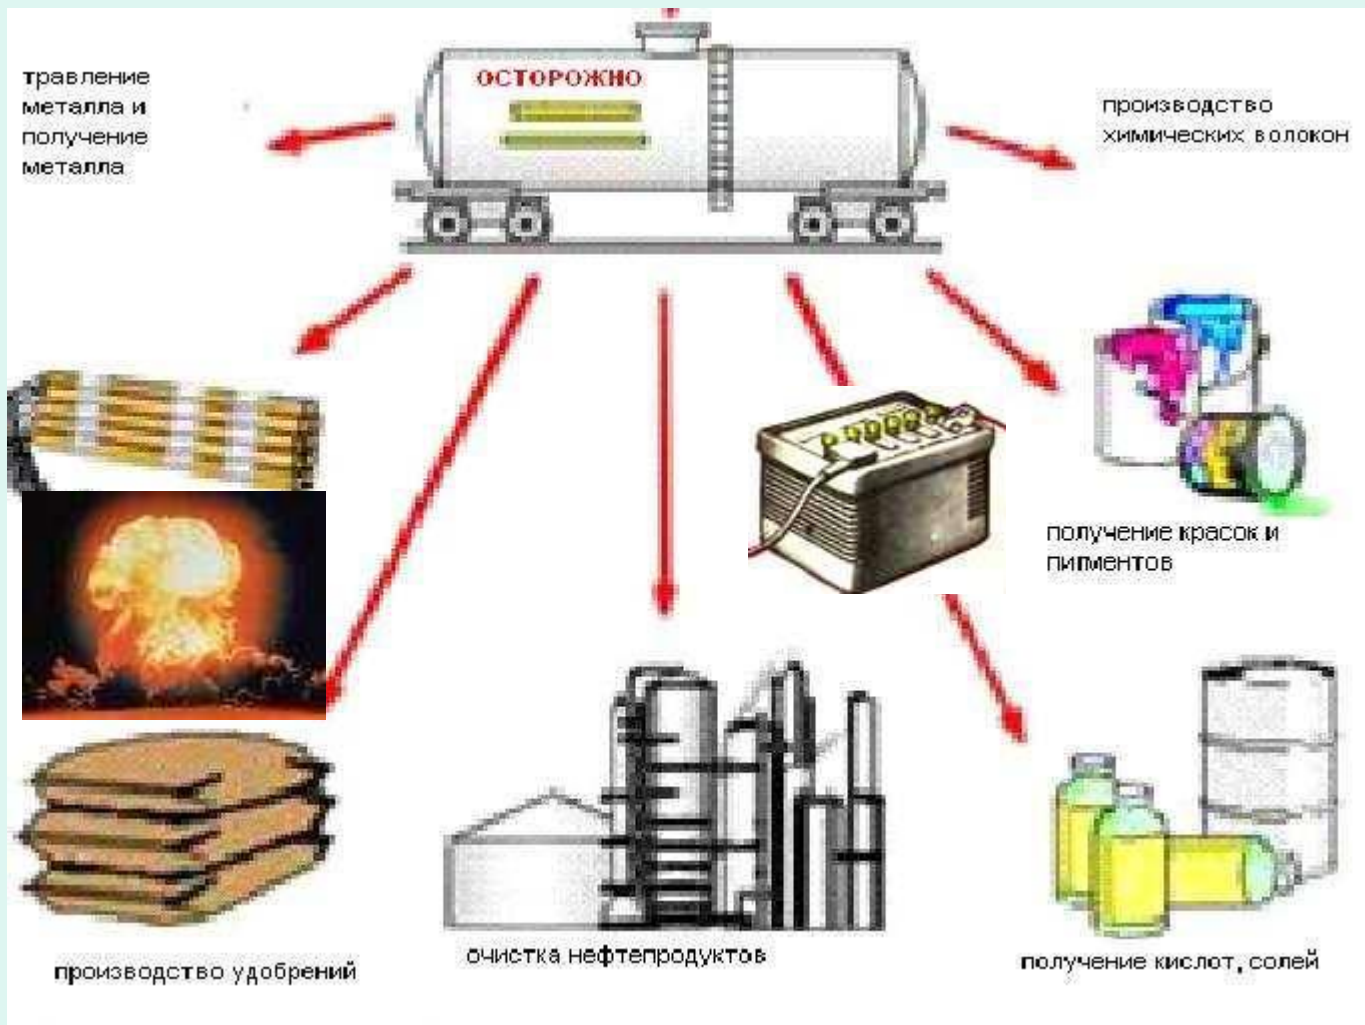 травление
металла и
получение
металла
ОСТОРОЖНО
производство
химических волокон
получение красок и
пигментов
производство удобрений
очистка нефтепродуктов
получение кислот, солей